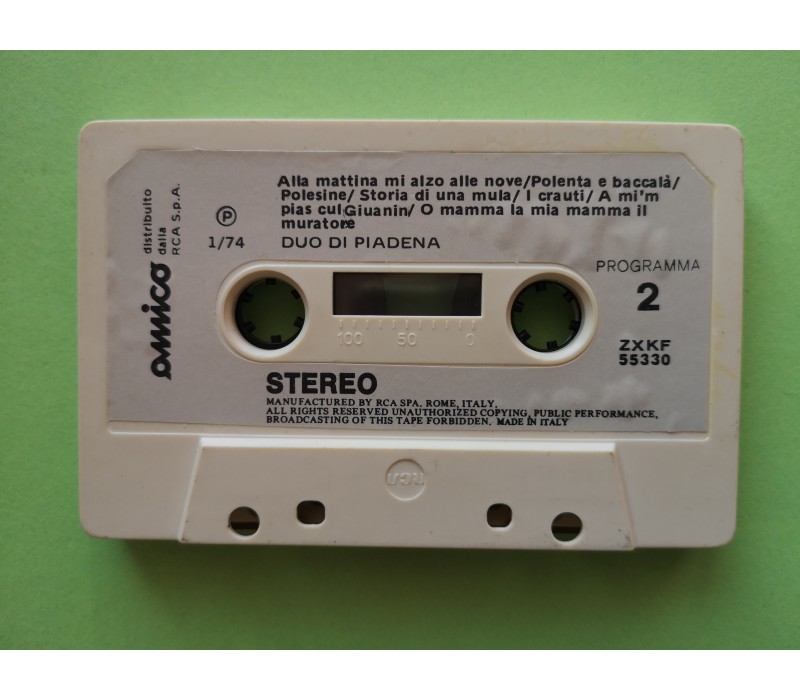 Alla mattina mi alzo alle nove/Polenta e baccalà/
Polesine/ Storia di una mula/ I crauti/ A mi'm
pias cul Giuanin/ O mamma la mia mamma il
muratore
DUO DI PIADENA
℗
1/74
distribuito
dalla
RCA S.p.A.
amico
PROGRAMMA
2
ZXKF
55330
100 50 0
STEREO
MANUFACTURED BY RCA SPA. ROME, ITALY.
ALL RIGHTS RESERVED UNAUTHORIZED COPYING, PUBLIC PERFORMANCE,
BROADCASTING OF THIS TAPE FORBIDDEN. MADE IN ITALY
RCA